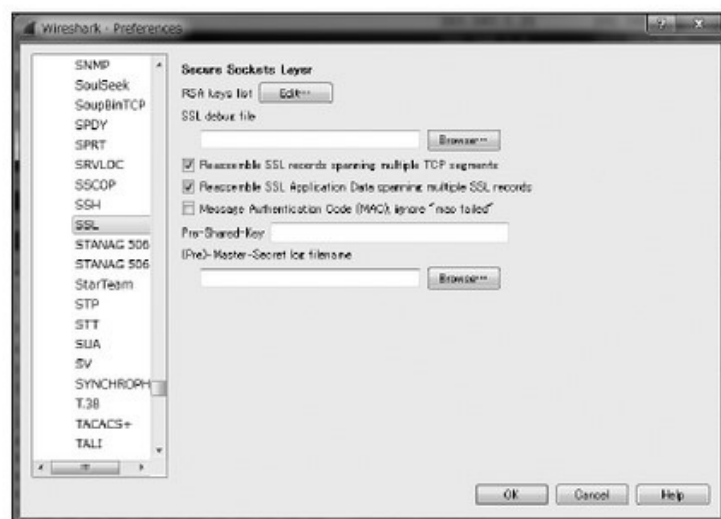 Wireshark - Preferences
SNMP
SoulSeek
SoupBinTCP
SPDY
SPRT
SRVLOC
SSCOP
SSH
SSL
STANAG 506
STANAG 506
StarTeam
STP
STT
SUA
SV
SYNCHROPH
T.38
TACACS+
TALI
Secure Sockets Layer
RSA keys list Edit...
SSL debug file
Browse...
Reassemble SSL records spanning multiple TCP segments
Reassemble SSL Application Data spanning multiple SSL records
Message Authentication Code (MAC), ignore "mac failed"
Pre-Shared-Key
(Pre)-Master-Secret log filename
Browse...
OK Cancel Help